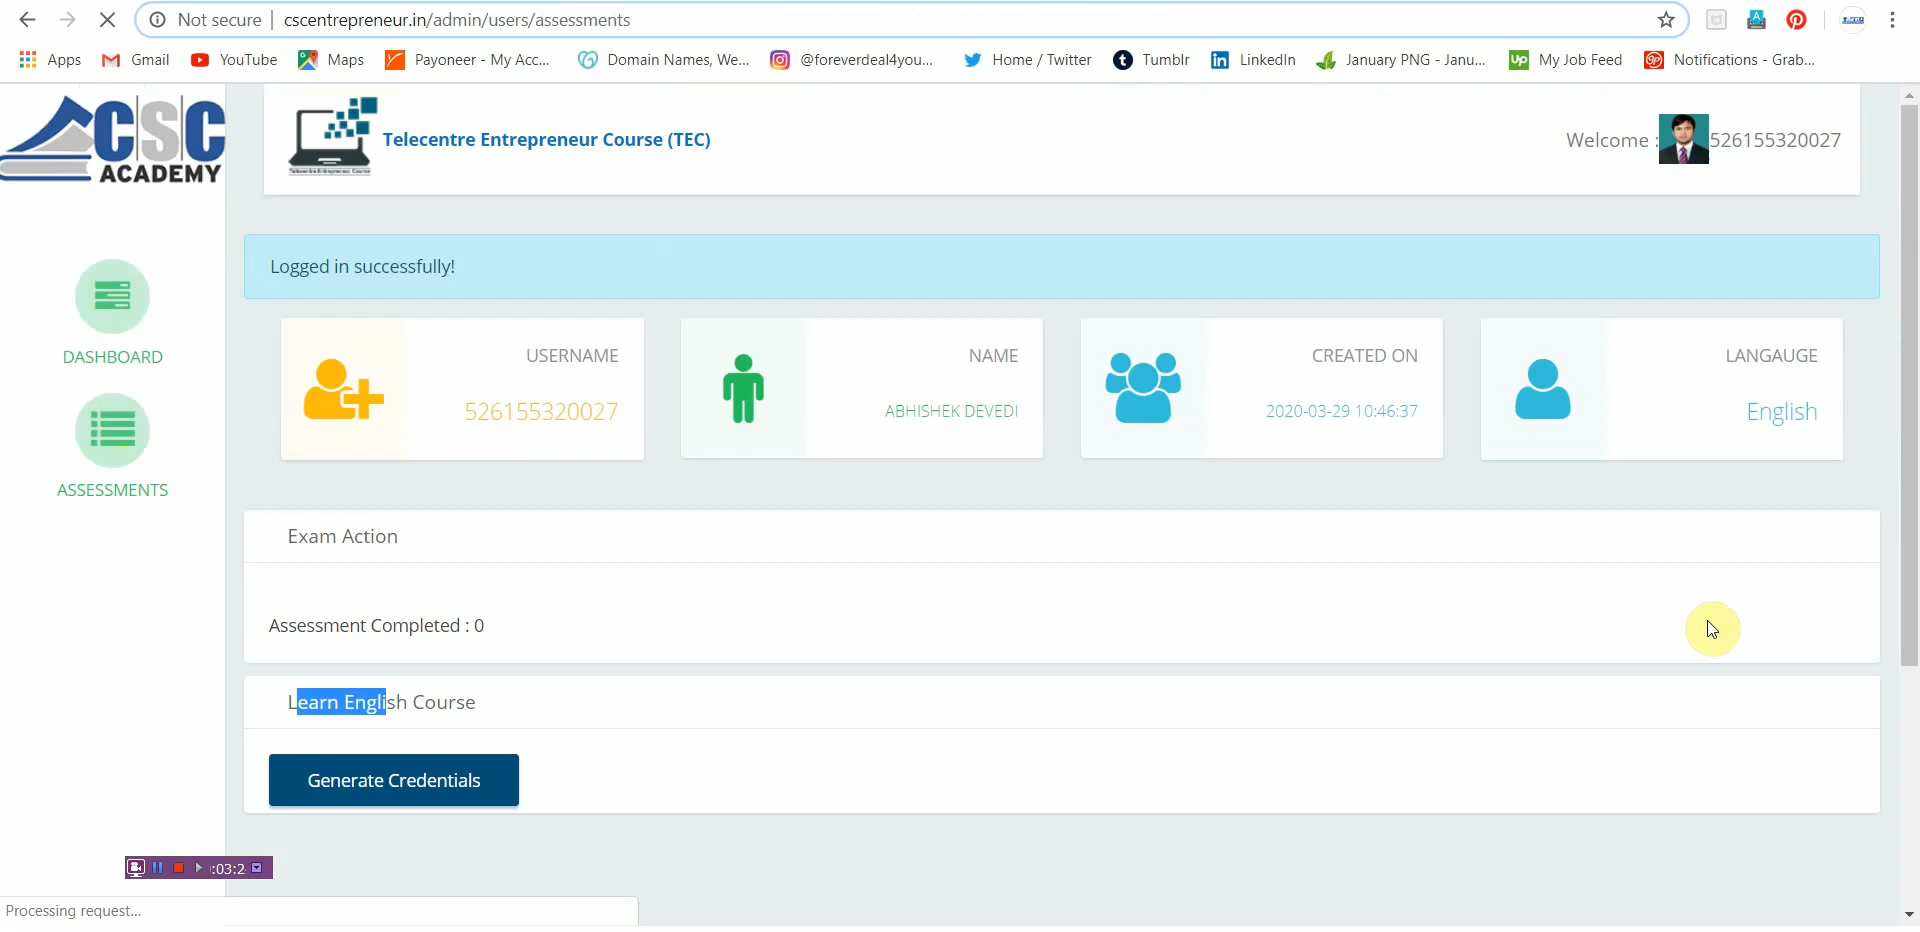 Not secure | cscentrepreneur.in/admin/users/assessments
Apps Gmail YouTube Maps Payoneer - My Acc... Domain Names, We... @foreverdeal4you... Home / Twitter Tumblr LinkedIn January PNG - Janu... My Job Feed Notifications - Grab...
CSC
ACADEMY
Telecentre Entrepreneur Course
Telecentre Entrepreneur Course (TEC)
Welcome : 526155320027
Logged in successfully!
DASHBOARD
ASSESSMENTS
USERNAME
526155320027
NAME
ABHISHEK DEVEDI
CREATED ON
2020-03-29 10:46:37
LANGAUGE
English
Exam Action
Assessment Completed : 0
Learn English Course
Generate Credentials
:03:2
Processing request...